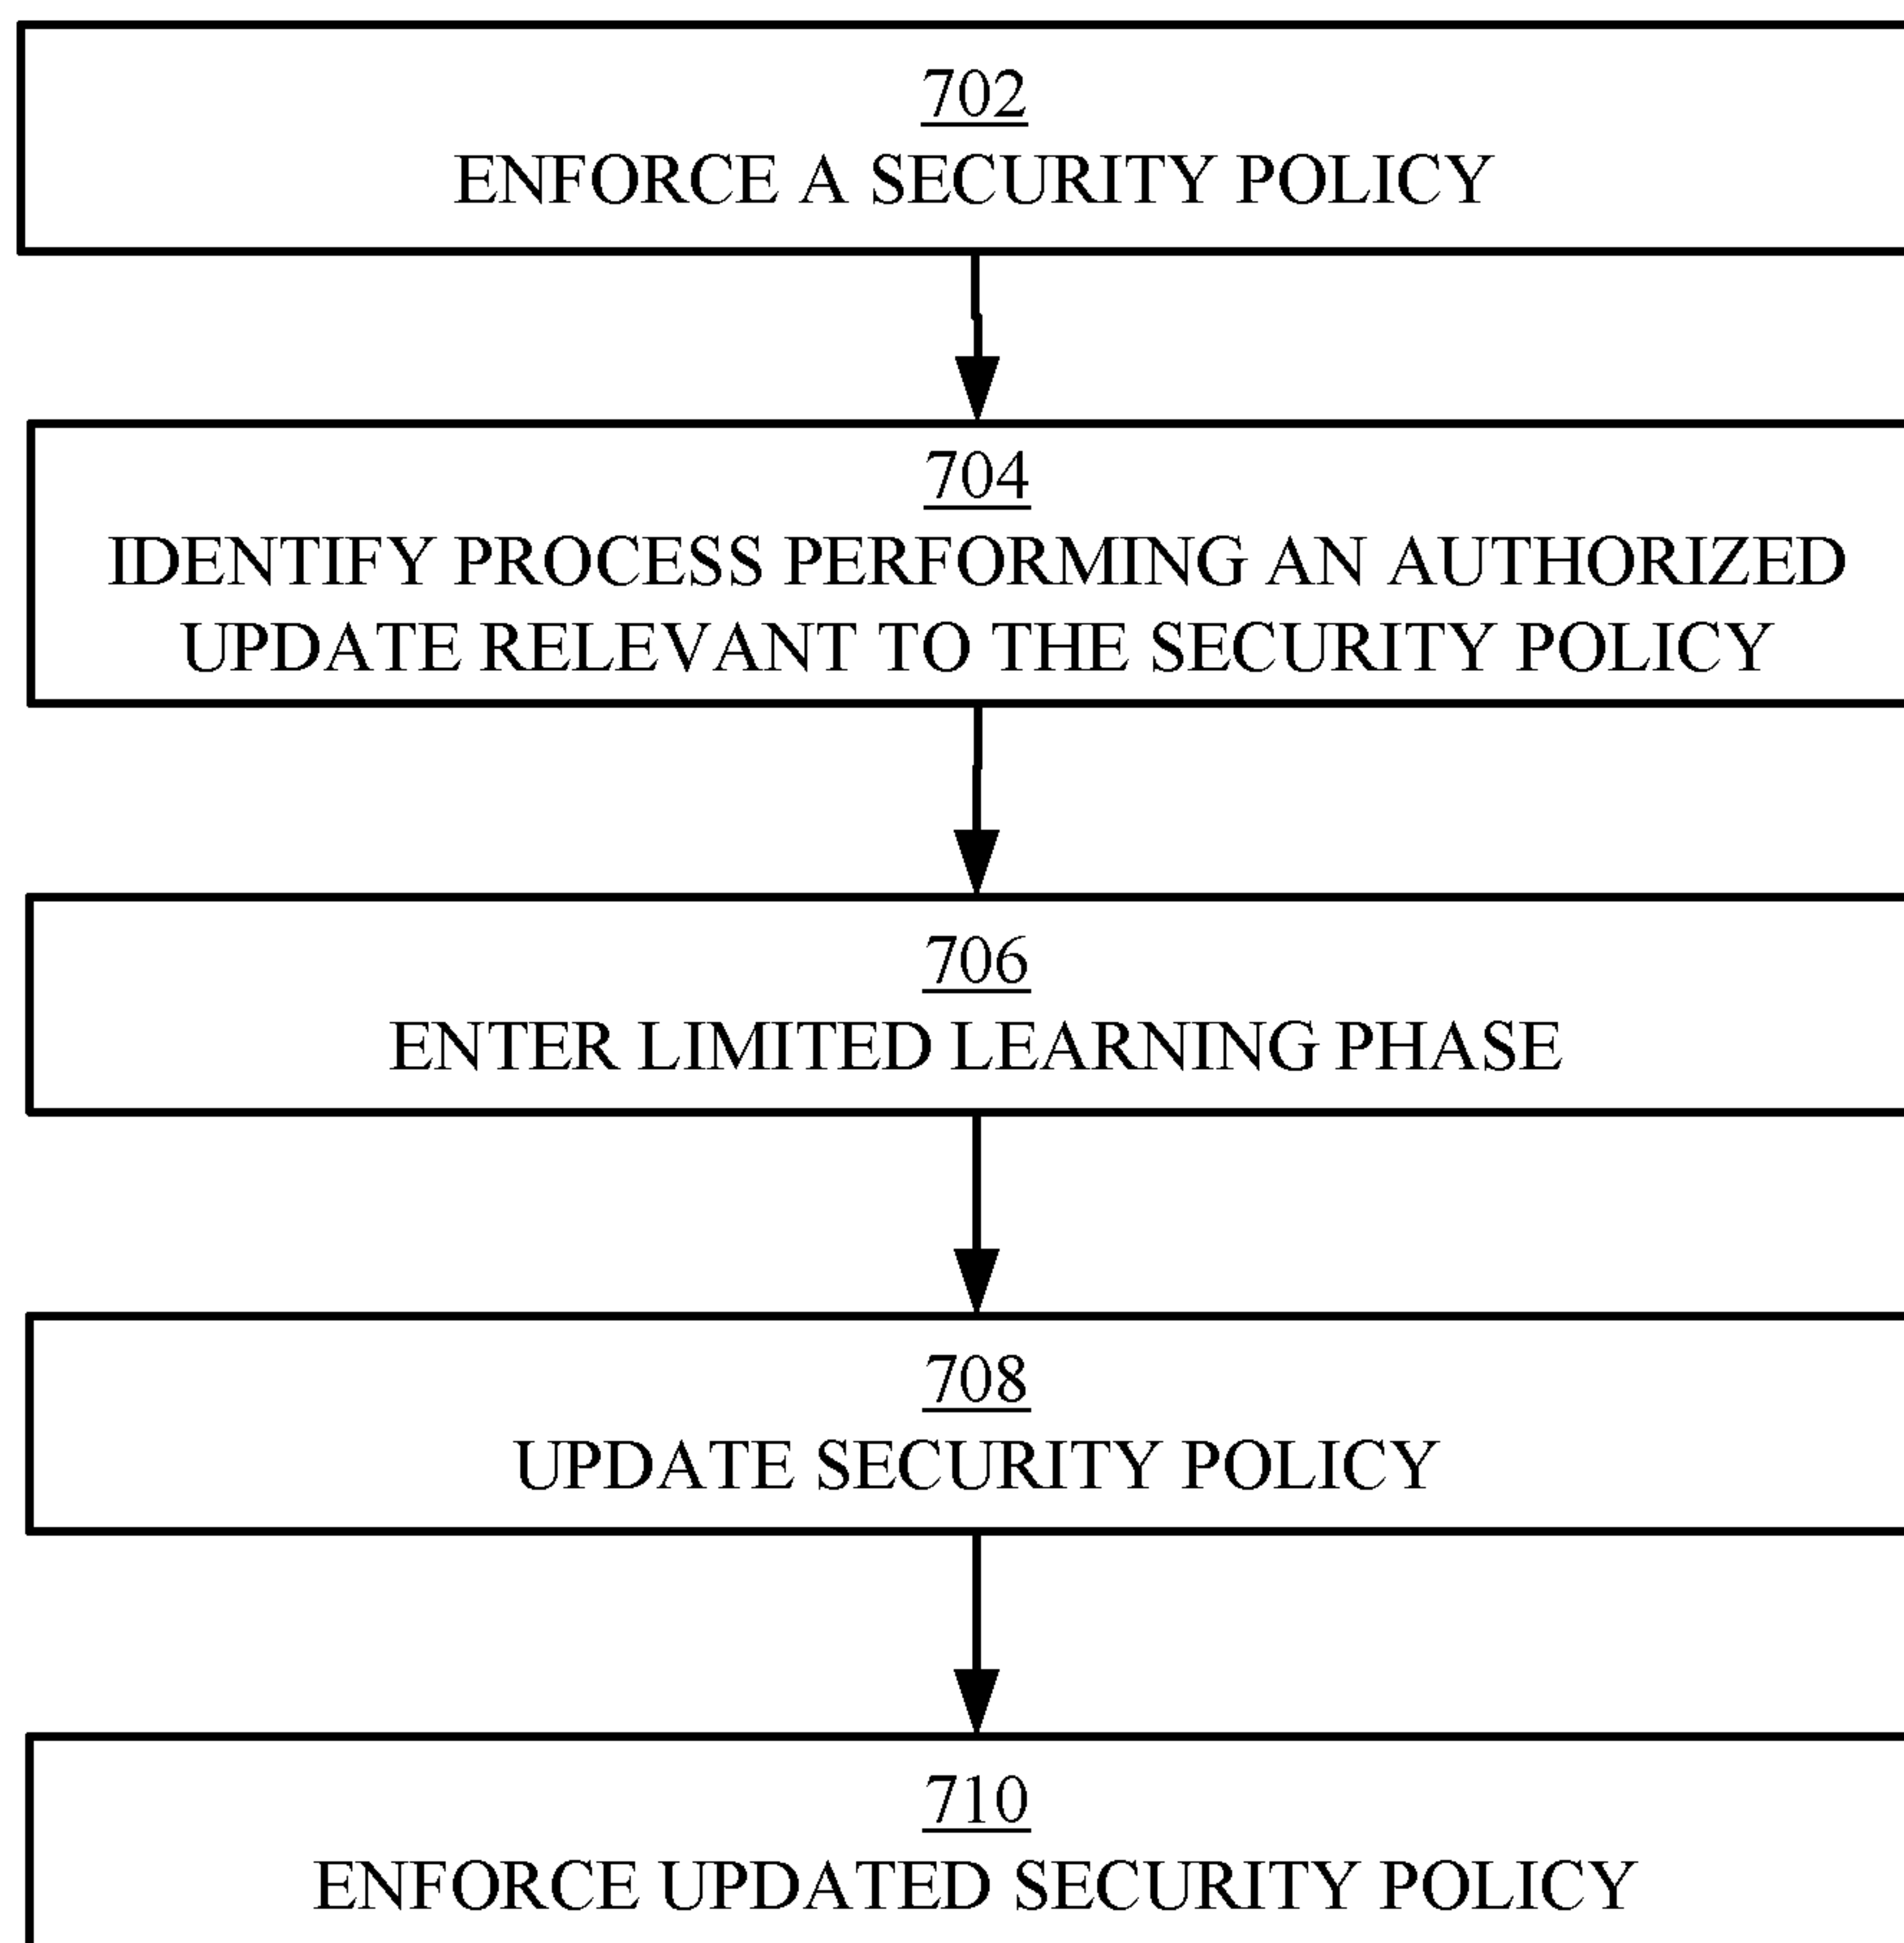 702
ENFORCE A SECURITY POLICY
704
IDENTIFY PROCESS PERFORMING AN AUTHORIZED
UPDATE RELEVANT TO THE SECURITY POLICY
706
ENTER LIMITED LEARNING PHASE
708
UPDATE SECURITY POLICY
710
ENFORCE UPDATED SECURITY POLICY